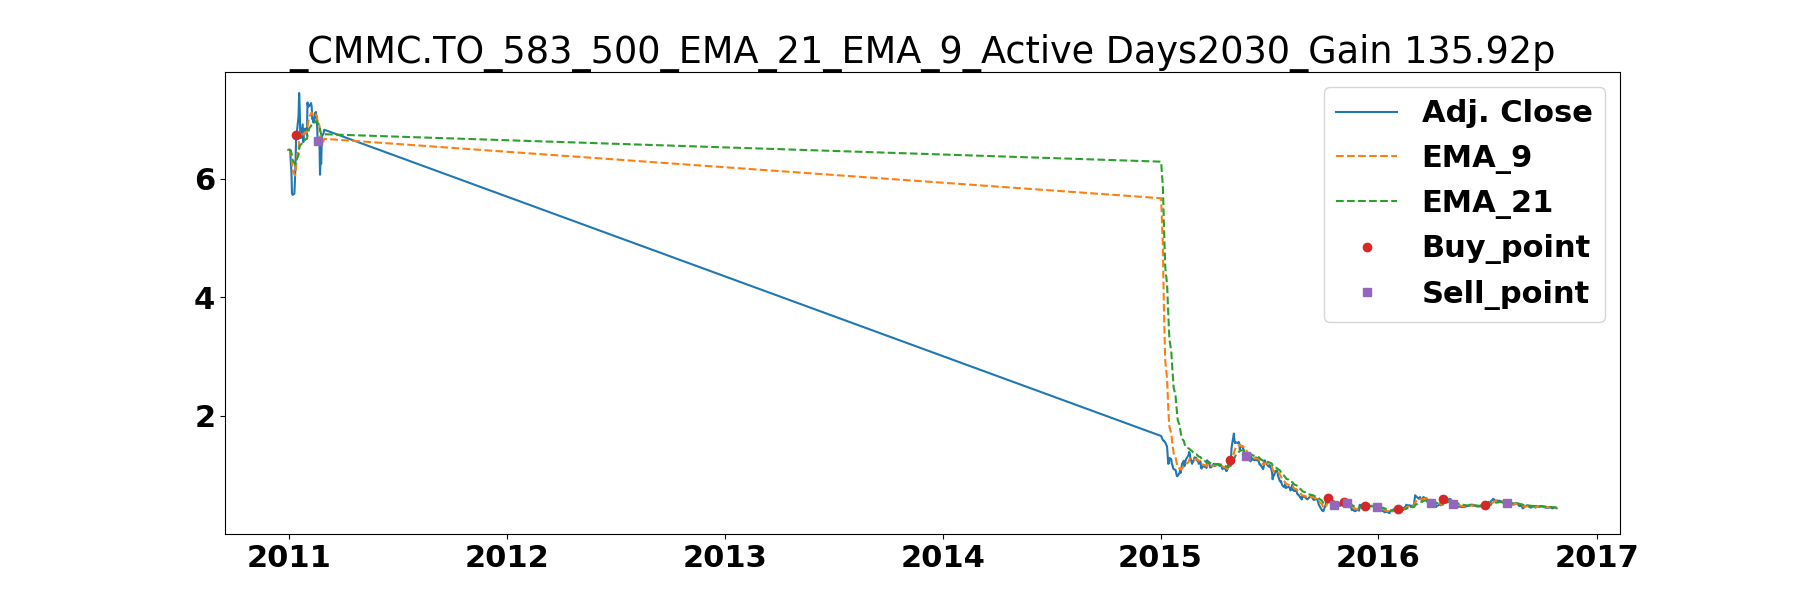 _CMMC.TO_583_500_EMA_21_EMA_9_Active Days2030_Gain 135.92p
Adj. Close
EMA_9
EMA_21
Buy_point
Sell_point
6
4
2
2011 2012 2013 2014 2015 2016 2017